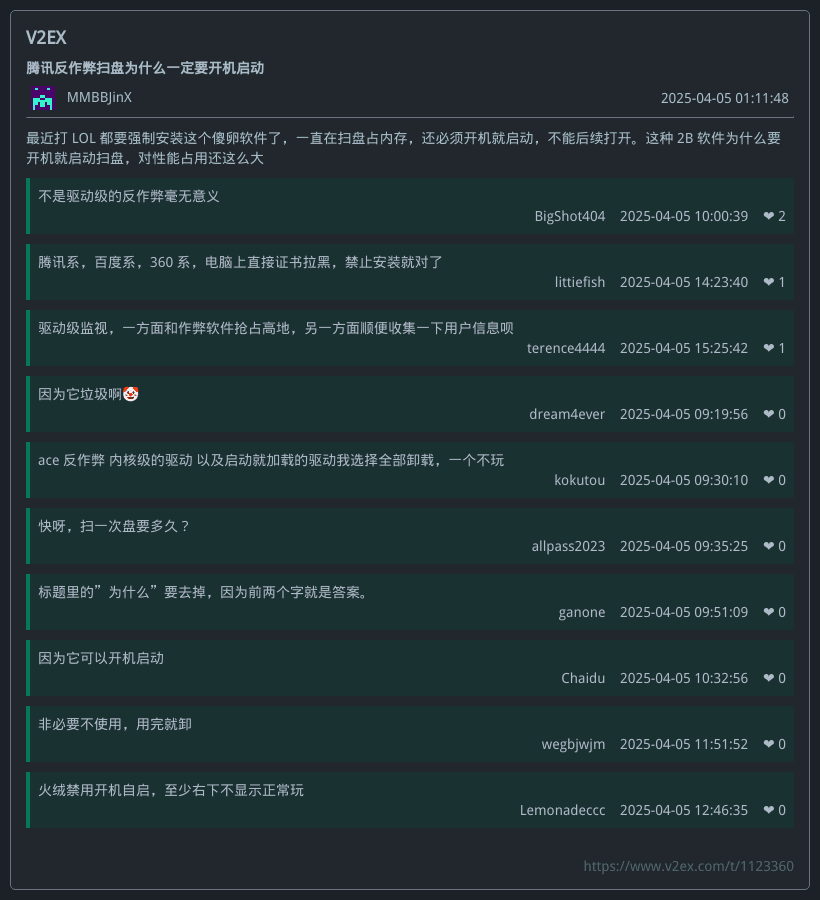 V2EX
腾讯反作弊扫盘为什么一定要开机启动
MMBBJinX 2025-04-05 01:11:48
最近打 LOL 都要强制安装这个傻卵软件了，一直在扫盘占内存，还必须开机就启动，不能后续打开。这种 2B 软件为什么要
开机就启动扫盘，对性能占用还这么大
不是驱动级的反作弊毫无意义
BigShot404 2025-04-05 10:00:39 ❤ 2
腾讯系，百度系，360 系，电脑上直接证书拉黑，禁止安装就对了
littiefish 2025-04-05 14:23:40 ❤ 1
驱动级监视，一方面和作弊软件抢占高地，另一方面顺便收集一下用户信息呗
terence4444 2025-04-05 15:25:42 ❤ 1
因为它垃圾啊🤡
dream4ever 2025-04-05 09:19:56 ❤ 0
ace 反作弊 内核级的驱动 以及启动就加载的驱动我选择全部卸载，一个不玩
kokutou 2025-04-05 09:30:10 ❤ 0
快呀，扫一次盘要多久？
allpass2023 2025-04-05 09:35:25 ❤ 0
标题里的”为什么”要去掉，因为前两个字就是答案。
ganone 2025-04-05 09:51:09 ❤ 0
因为它可以开机启动
Chaidu 2025-04-05 10:32:56 ❤ 0
非必要不使用，用完就卸
wegbjwjm 2025-04-05 11:51:52 ❤ 0
火绒禁用开机自启，至少右下不显示正常玩
Lemonadeccc 2025-04-05 12:46:35 ❤ 0
https://www.v2ex.com/t/1123360